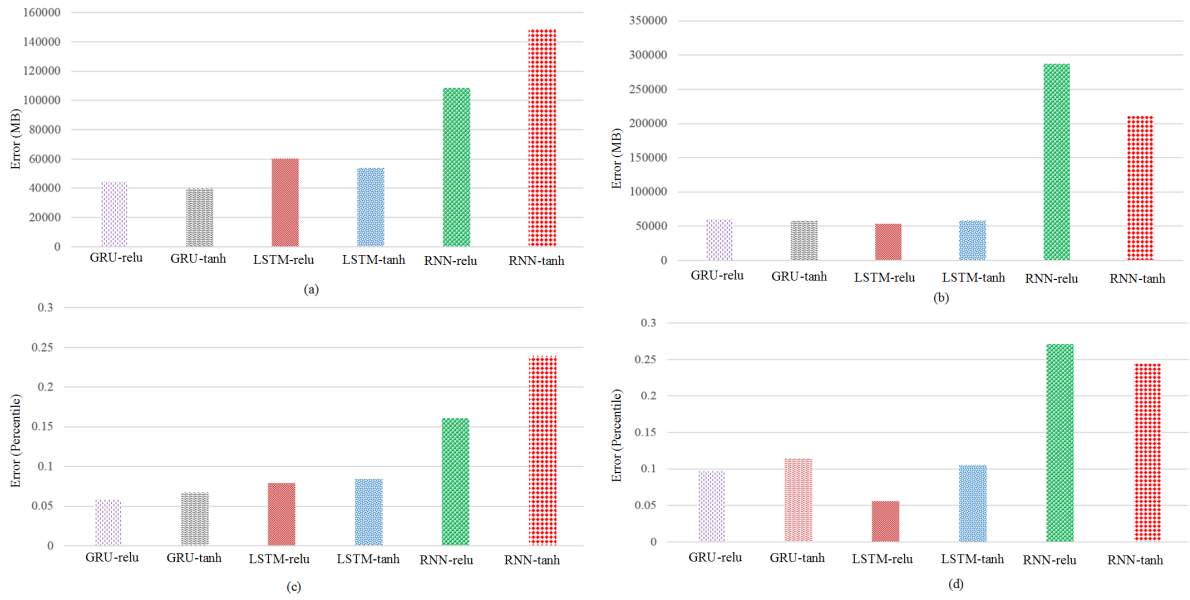 160000
140000
120000
100000
80000
60000
40000
20000
0
Error (MB)
GRU-relu GRU-tanh LSTM-relu LSTM-tanh RNN-relu RNN-tanh
(a)
350000
300000
250000
200000
150000
100000
50000
0
Error (MB)
GRU-relu GRU-tanh LSTM-relu LSTM-tanh RNN-relu RNN-tanh
(b)
0.3
0.25
0.2
0.15
0.1
0.05
0
Error (Percentile)
GRU-relu GRU-tanh LSTM-relu LSTM-tanh RNN-relu RNN-tanh
(c)
0.3
0.25
0.2
0.15
0.1
0.05
0
Error (Percentile)
GRU-relu GRU-tanh LSTM-relu LSTM-tanh RNN-relu RNN-tanh
(d)